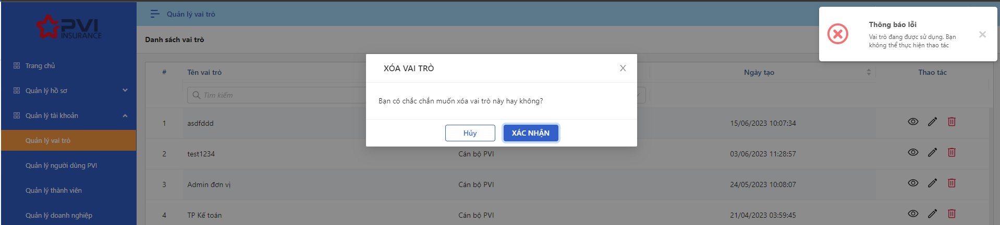 PVI
INSURANCE
Trang chủ
Quản lý hồ sơ
Quản lý tài khoản
Quản lý vai trò
Quản lý người dùng PVI
Quản lý thành viên
Quản lý doanh nghiệp
Quản lý vai trò
Danh sách vai trò
Thông báo lỗi
Vai trò đang được sử dụng. Bạn
không thể thực hiện thao tác
XÓA VAI TRÒ
X
Bạn có chắc chắn muốn xóa vai trò này hay không?
Hủy XÁC NHẬN
# Tên vai trò Ngày tạo Thao tác
Tìm kiếm
1 asdfddd 15/06/2023 10:07:34
2 test1234 Cán bộ PVI 03/06/2023 11:28:57
3 Admin đơn vị Cán bộ PVI 24/05/2023 10:08:07
4 TP Kế toán Cán bộ PVI 21/04/2023 03:59:45